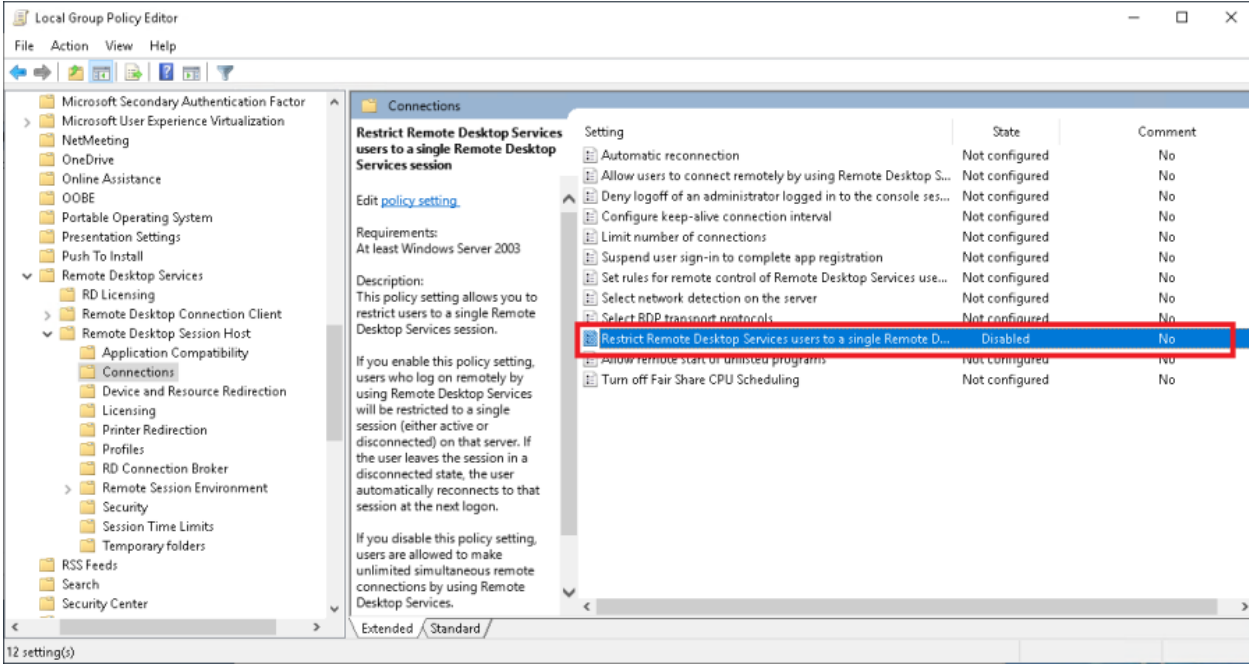 Local Group Policy Editor
File Action View Help
Microsoft Secondary Authentication Factor
Microsoft User Experience Virtualization
NetMeeting
OneDrive
Online Assistance
OOBE
Portable Operating System
Presentation Settings
Push To Install
Remote Desktop Services
RD Licensing
Remote Desktop Connection Client
Remote Desktop Session Host
Application Compatibility
Connections
Device and Resource Redirection
Licensing
Printer Redirection
Profiles
RD Connection Broker
Remote Session Environment
Security
Session Time Limits
Temporary folders
RSS Feeds
Search
Security Center
Connections
Restrict Remote Desktop Services
users to a single Remote Desktop
Services session
Edit policy setting
Requirements:
At least Windows Server 2003
Description:
This policy setting allows you to
restrict users to a single Remote
Desktop Services session.
If you enable this policy setting,
users who log on remotely by
using Remote Desktop Services
will be restricted to a single
session (either active or
disconnected) on that server. If
the user leaves the session in a
disconnected state, the user
automatically reconnects to that
session at the next logon.
If you disable this policy setting,
users are allowed to make
unlimited simultaneous remote
connections by using Remote
Desktop Services.
Setting State Comment
Automatic reconnection Not configured No
Allow users to connect remotely by using Remote Desktop S... Not configured No
Deny logoff of an administrator logged in to the console ses... Not configured No
Configure keep-alive connection interval Not configured No
Limit number of connections Not configured No
Suspend user sign-in to complete app registration Not configured No
Set rules for remote control of Remote Desktop Services use... Not configured No
Select network detection on the server Not configured No
Select RDP transport protocols Not configured No
Restrict Remote Desktop Services users to a single Remote D... Disabled No
Allow remote start of unlisted programs Not configured No
Turn off Fair Share CPU Scheduling Not configured No
Extended Standard
12 setting(s)